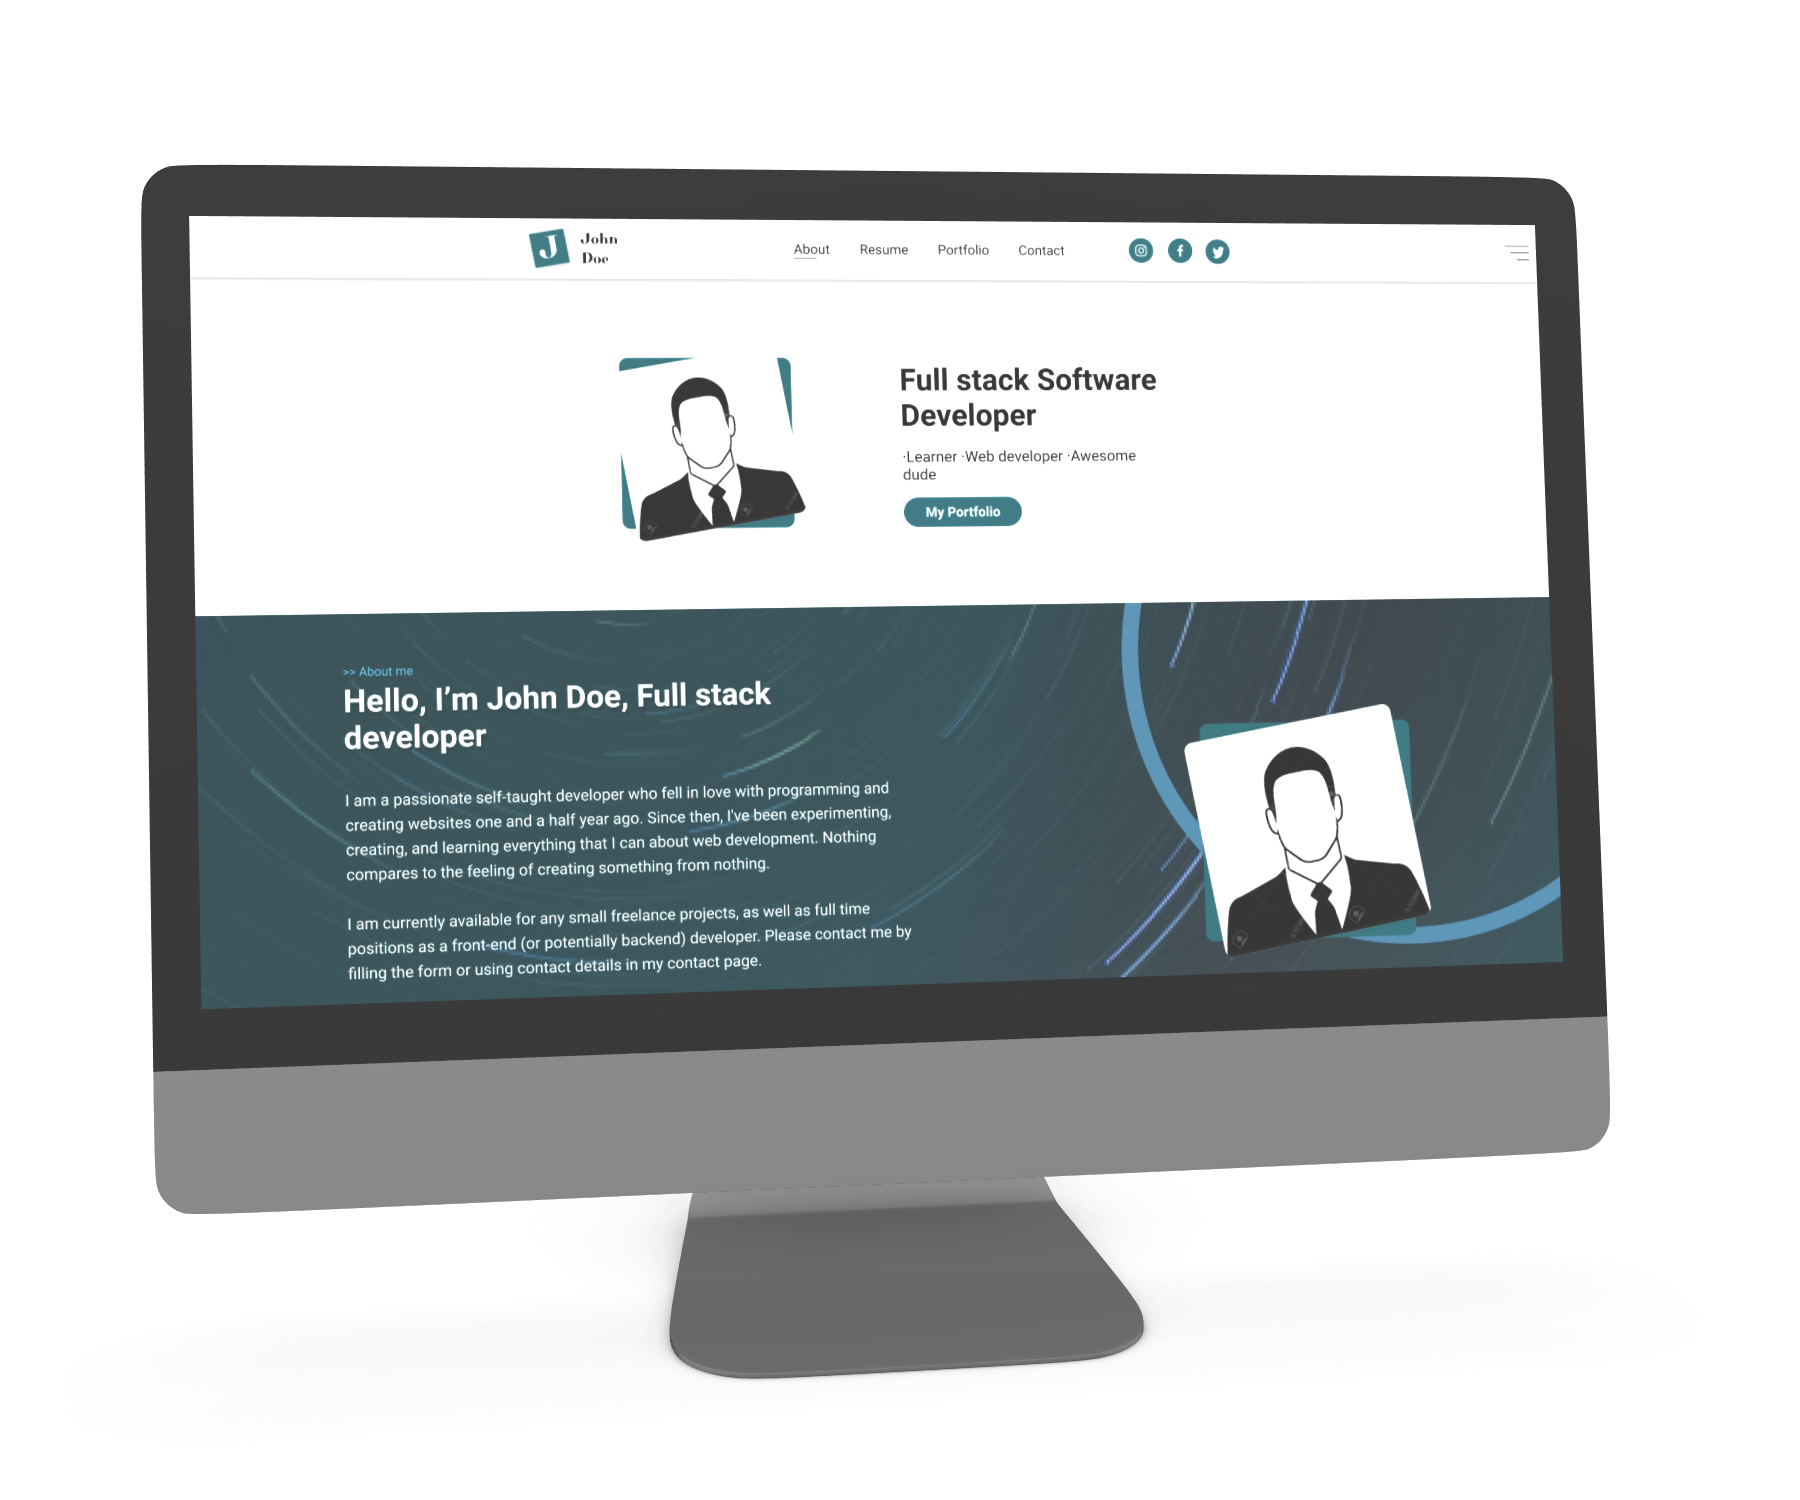 J
John
Doe
About Resume Portfolio Contact
Full stack Software
Developer
·Learner ·Web developer ·Awesome
dude
My Portfolio
>> About me
Hello, I’m John Doe, Full stack
developer
I am a passionate self-taught developer who fell in love with programming and
creating websites one and a half year ago. Since then, I've been experimenting,
creating, and learning everything that I can about web development. Nothing
compares to the feeling of creating something from nothing.
I am currently available for any small freelance projects, as well as full time
positions as a front-end (or potentially backend) developer. Please contact me by
filling the form or using contact details in my contact page.